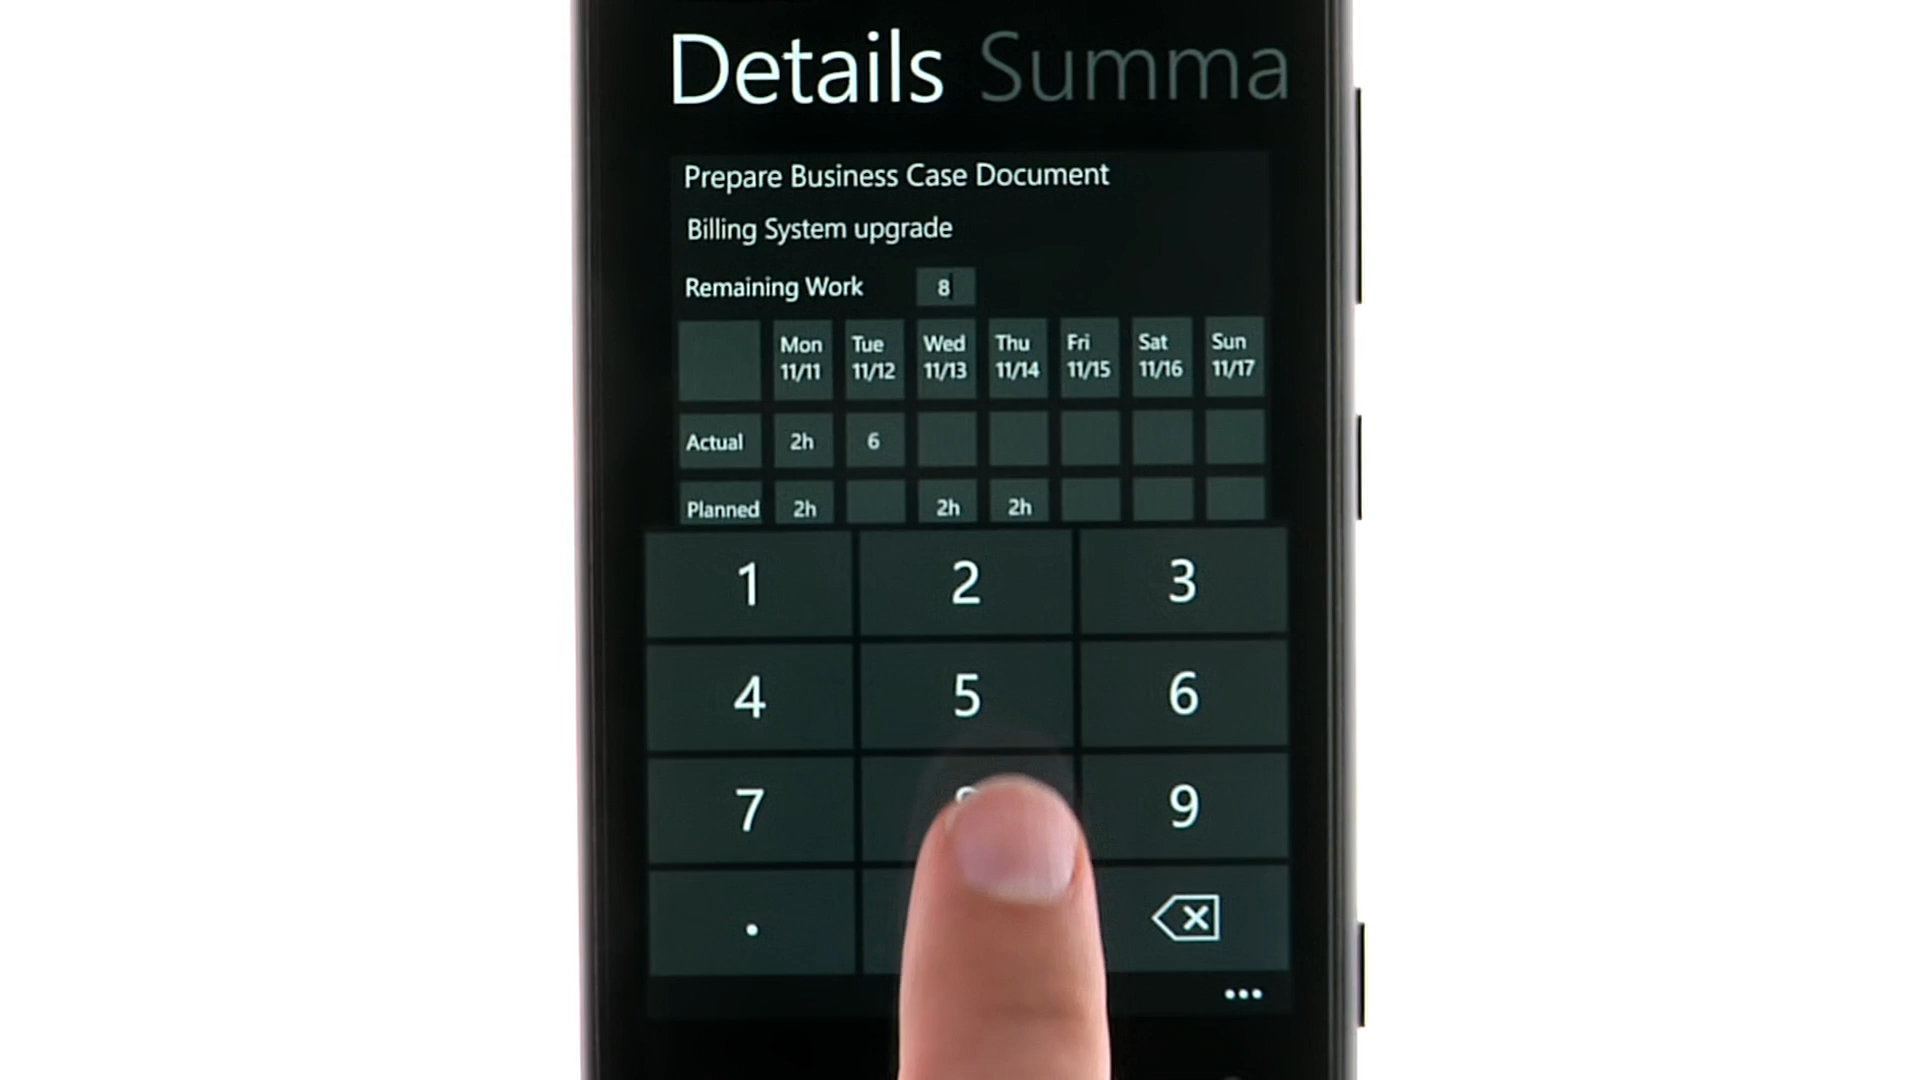 Details Summa
Prepare Business Case Document
Billing System upgrade
Remaining Work 8
Mon Tue Wed Thu Fri Sat Sun
11/11 11/12 11/13 11/14 11/15 11/16 11/17
Actual 2h 6
Planned 2h 2h 2h
1 2 3
4 5 6
7 9
.